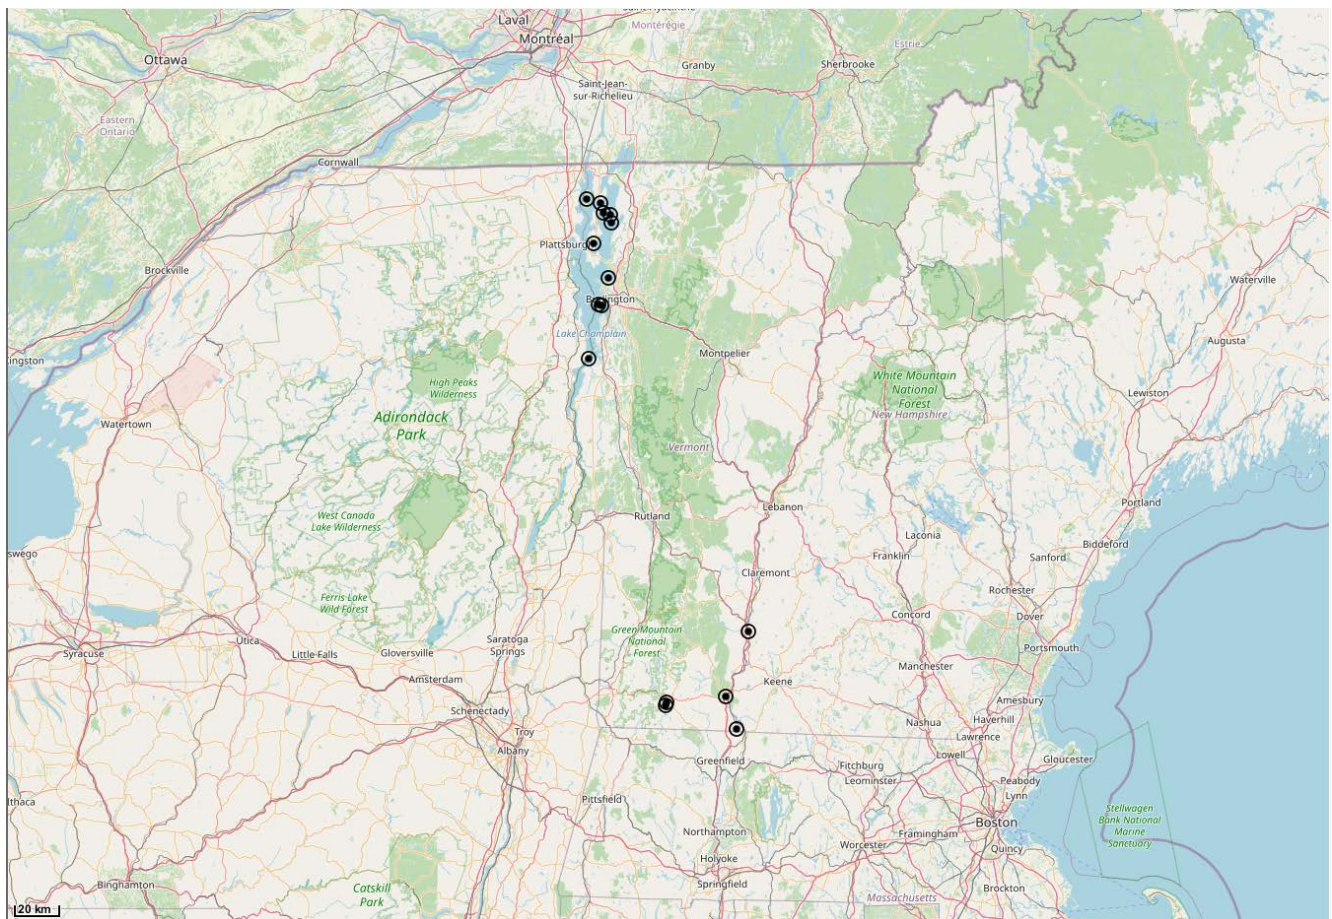 Laval
Montréal
Montérégie
Ottawa
Estrie
Granby
Sherbrooke
Saint-Jean-
sur-Richelieu
Eastern
Ontario
Cornwall
Plattsburg
Brockville
Waterville
Burlington
Lake Champlain
Augusta
Montpelier
White Mountain
National
Forest
New Hampshire
High Peaks
Wilderness
Lewiston
Adirondack
Park
Watertown
Vermont
Portland
West Canada
Lake Wilderness
Rutland
Lebanon
Laconia
Biddeford
Franklin
Sanford
Claremont
Rochester
Ferris Lake
Wild Forest
Concord
Dover
Green Mountain
National
Forest
Saratoga
Springs
Utica
Syracuse
Little Falls
Gloversville
Portsmouth
Manchester
Amsterdam
Keene
Amesbury
Schenectady
Nashua
Haverhill
Troy
Lawrence
Albany
Lowell
Greenfield
Gloucester
Fitchburg
Leominster
Peabody
Lynn
Pittsfield
Stellwagen
Bank National
Marine
Sanctuary
Boston
Northampton
Framingham
Worcester
Quincy
Holyoke
Springfield
Binghamton
Catskill
Park
Brockton
Massachusetts
20 km